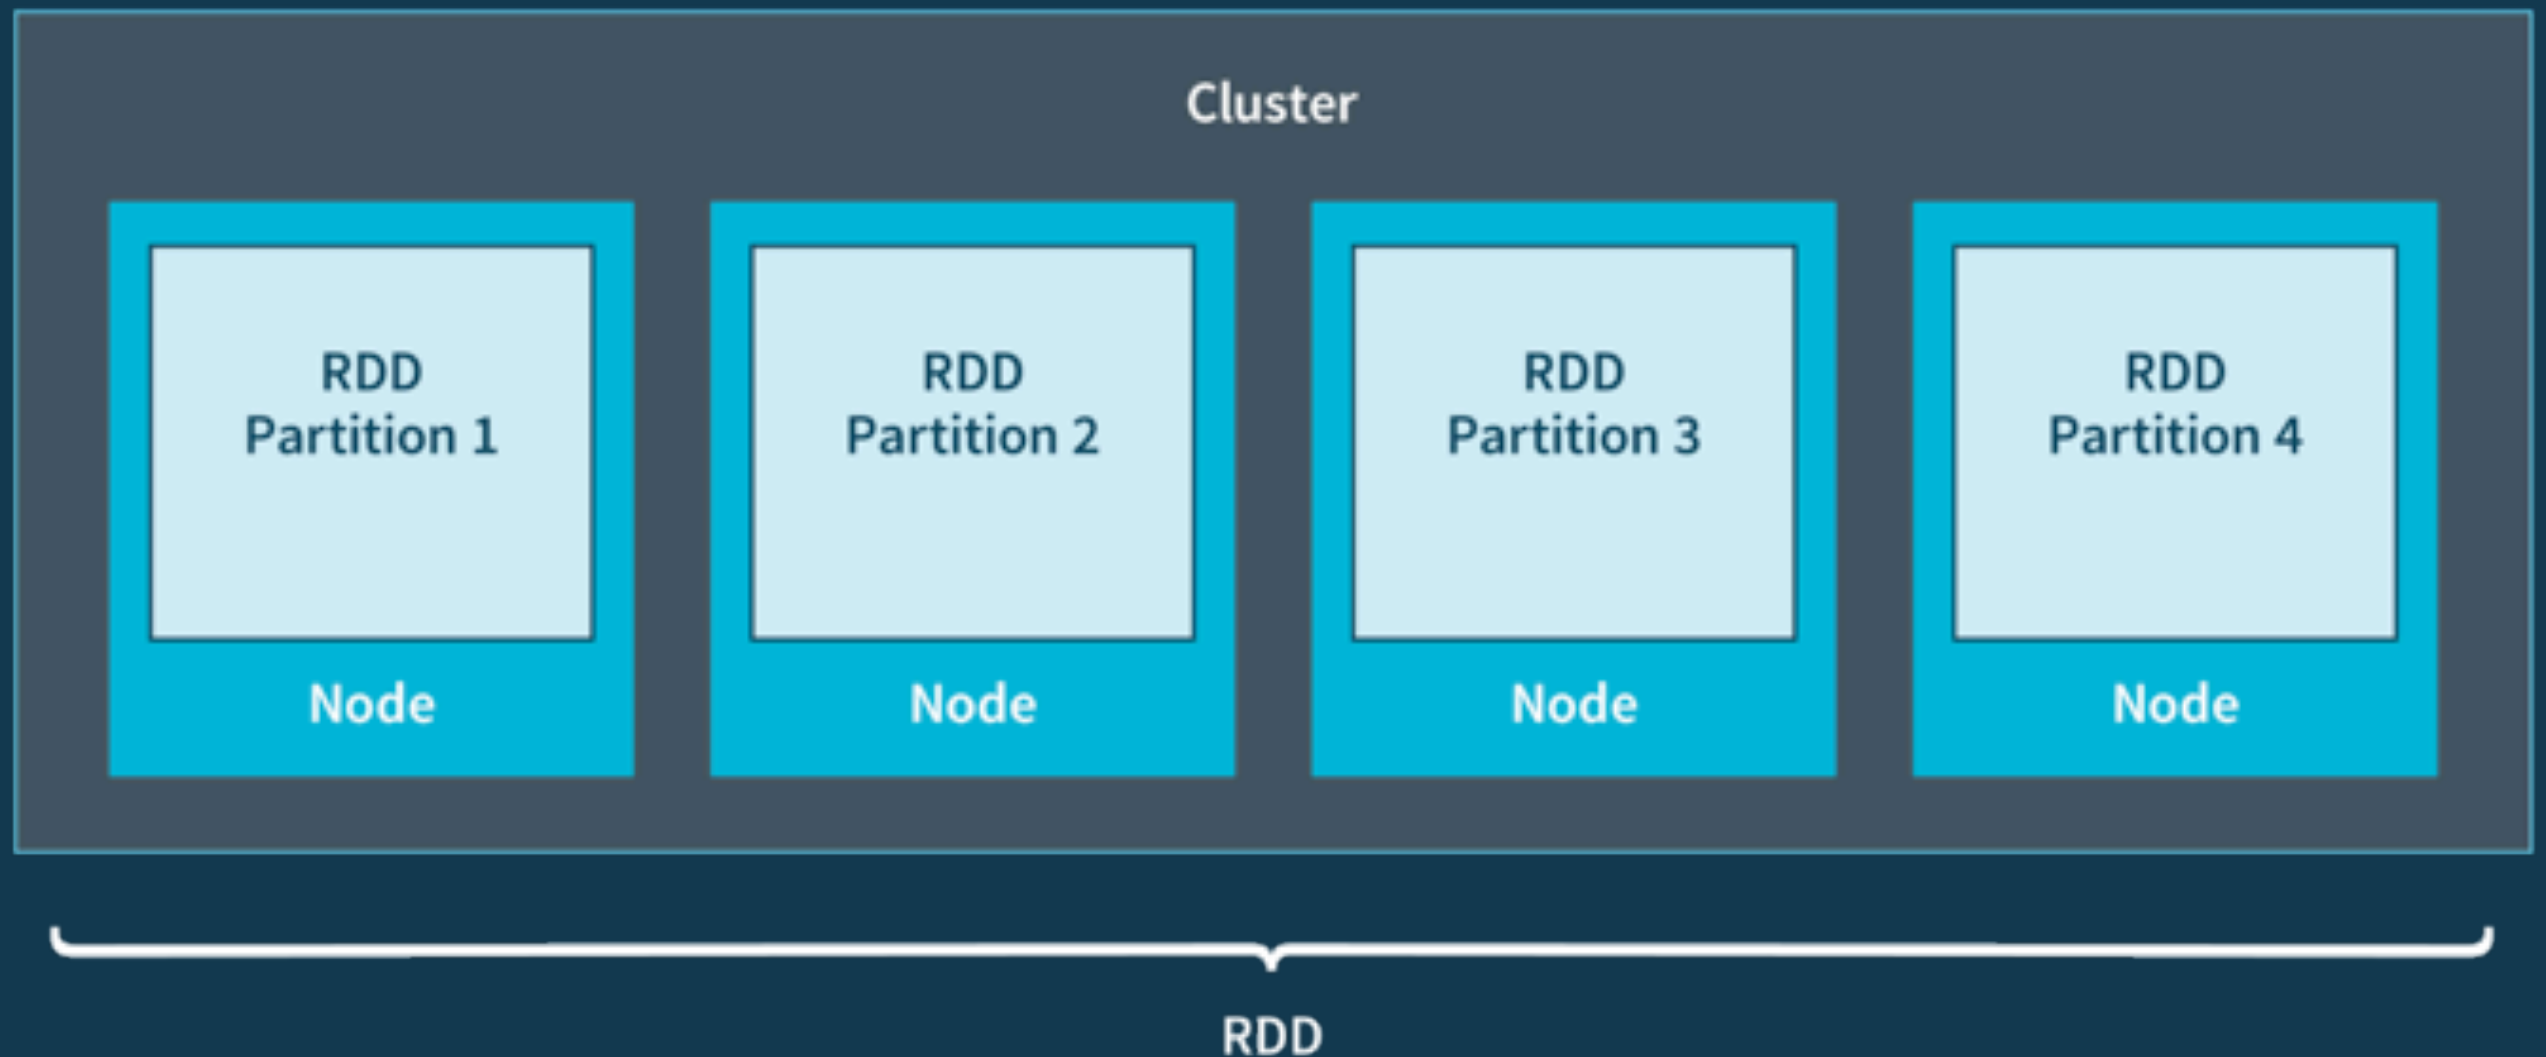 Cluster
RDD
Partition 1
Node
RDD
Partition 2
Node
RDD
Partition 3
Node
RDD
Partition 4
Node
RDD